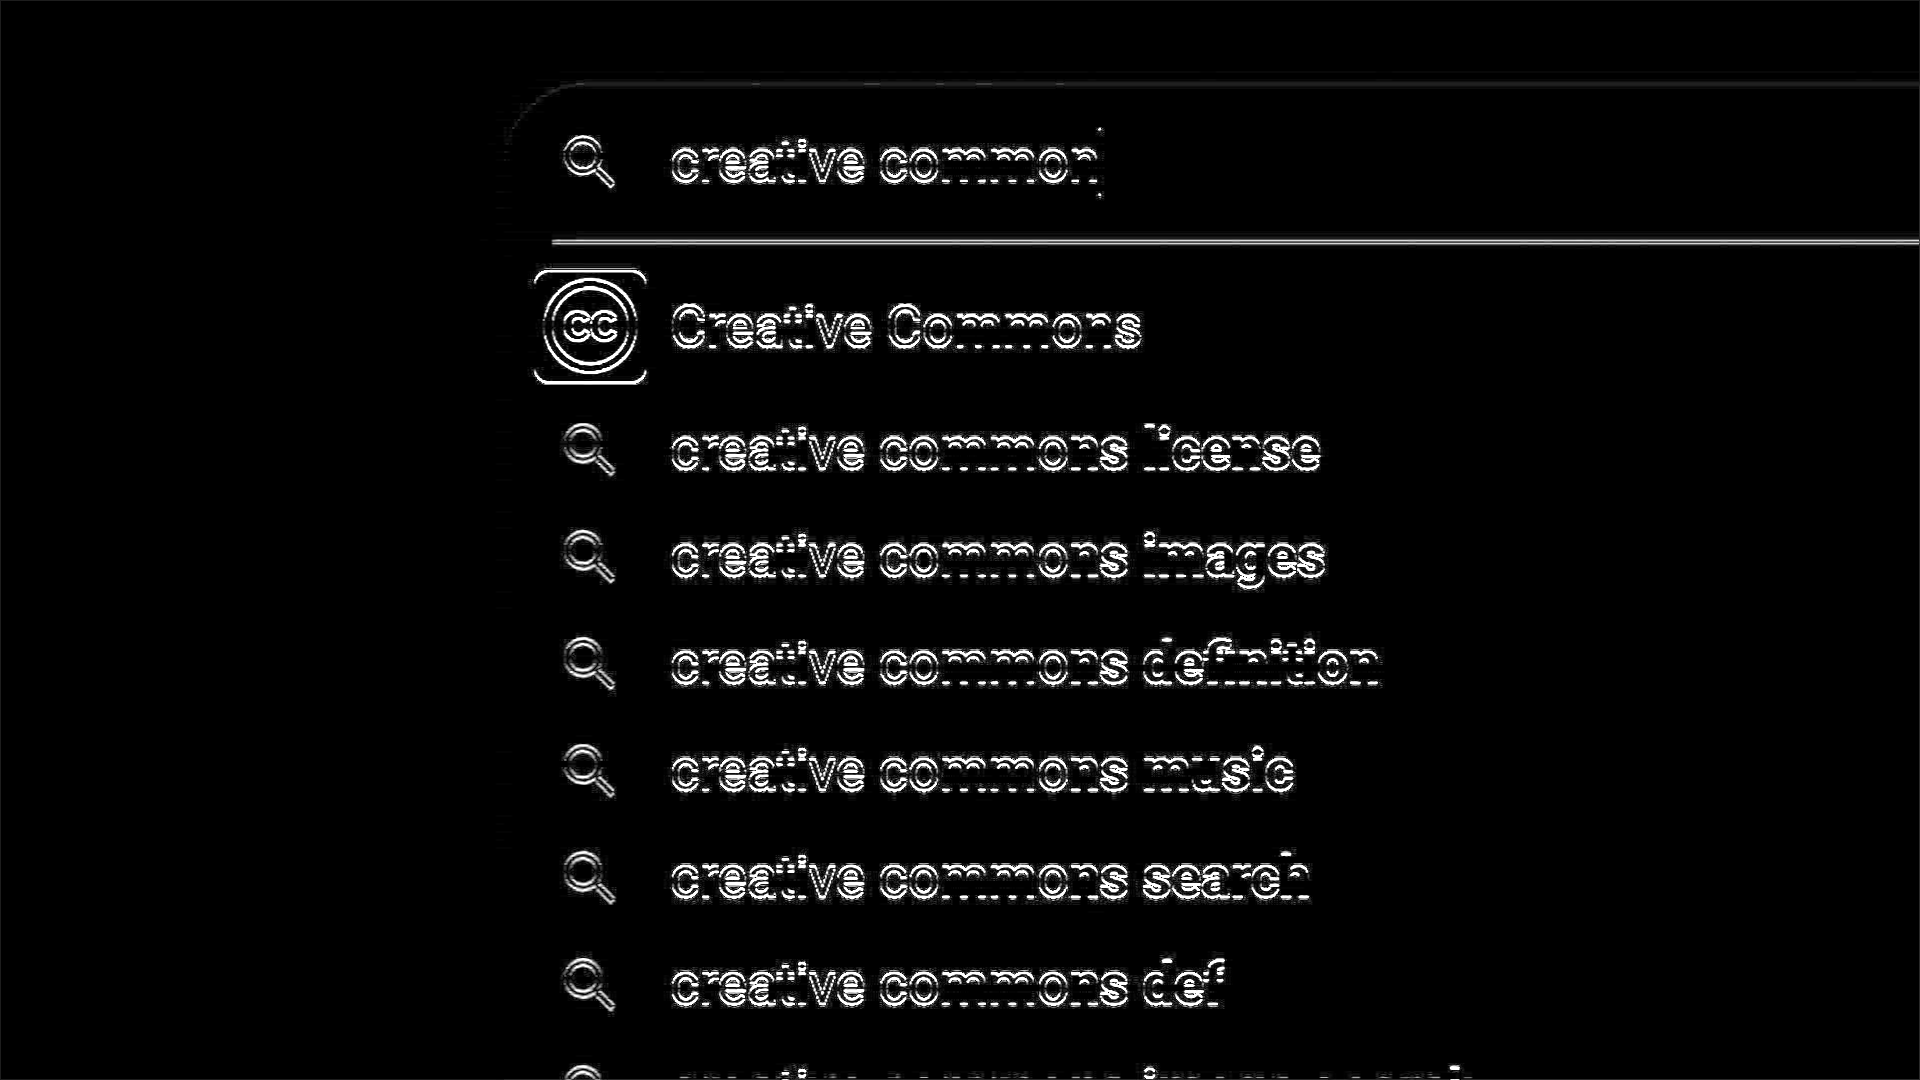 creative common
CC
Creative Commons
creative commons license
creative commons images
creative commons definition
creative commons music
creative commons search
creative commons def